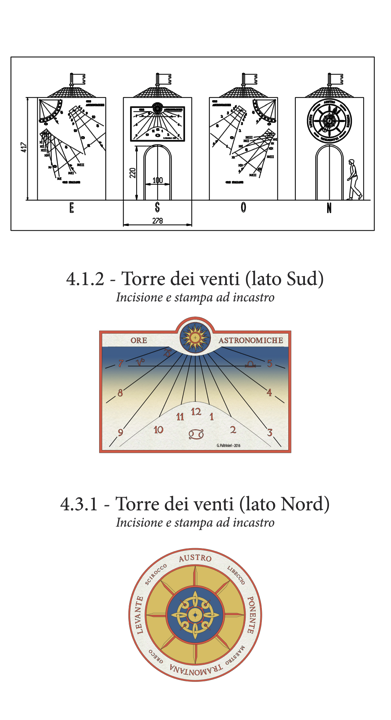 417
220
180
278
E
S
O
N
4.1.2 - Torre dei venti (lato Sud)
Incisione e stampa ad incastro
ORE
ASTRONOMICHE
7
5
8
4
9
10
11
12
1
2
3
4.3.1 - Torre dei venti (lato Nord)
Incisione e stampa ad incastro
AUSTRO
SCIROCCO
LIBECCIO
LEVANTE
PONENTE
GRECO
MAESTRO
TRAMONTANA